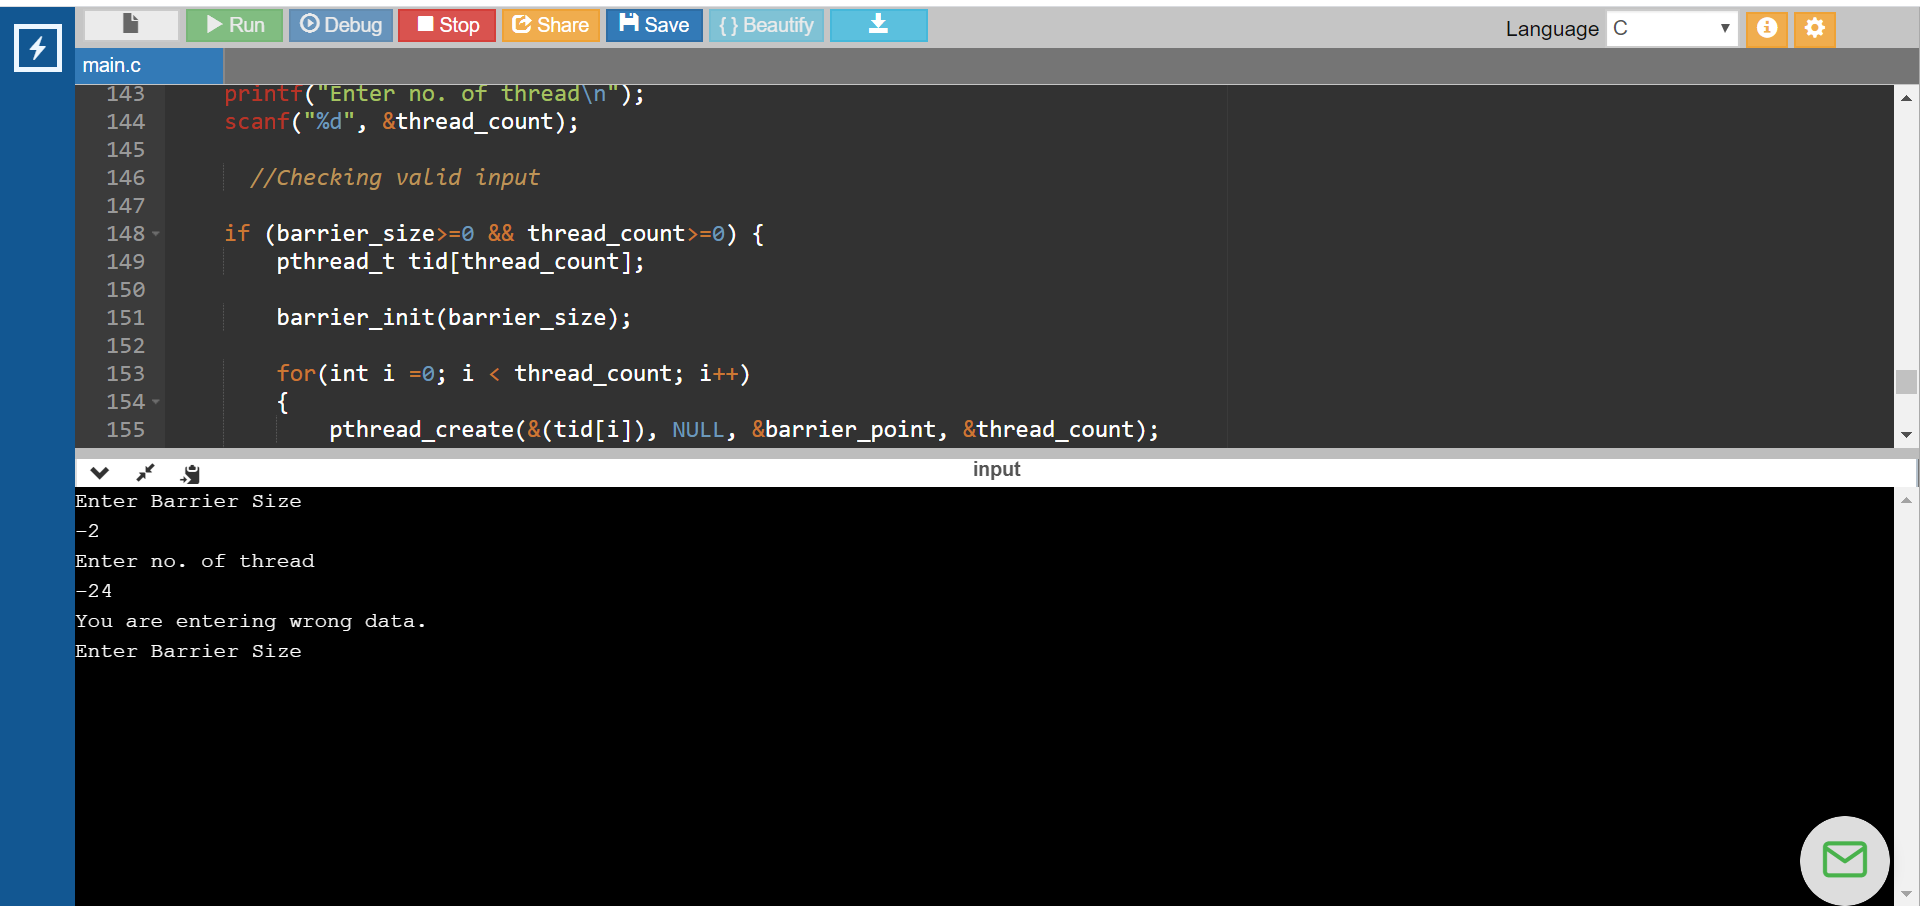 Run Debug Stop Share Save {} Beautify Language C
main.c
143 printf("Enter no. of thread\n");
144 scanf("%d", &thread_count);
145
146 //Checking valid input
147
148 if (barrier_size>=0 && thread_count>=0) {
149 pthread_t tid[thread_count];
150
151 barrier_init(barrier_size);
152
153 for(int i =0; i < thread_count; i++)
154 {
155 pthread_create(&(tid[i]), NULL, &barrier_point, &thread_count);
input
Enter Barrier Size
-2
Enter no. of thread
-24
You are entering wrong data.
Enter Barrier Size